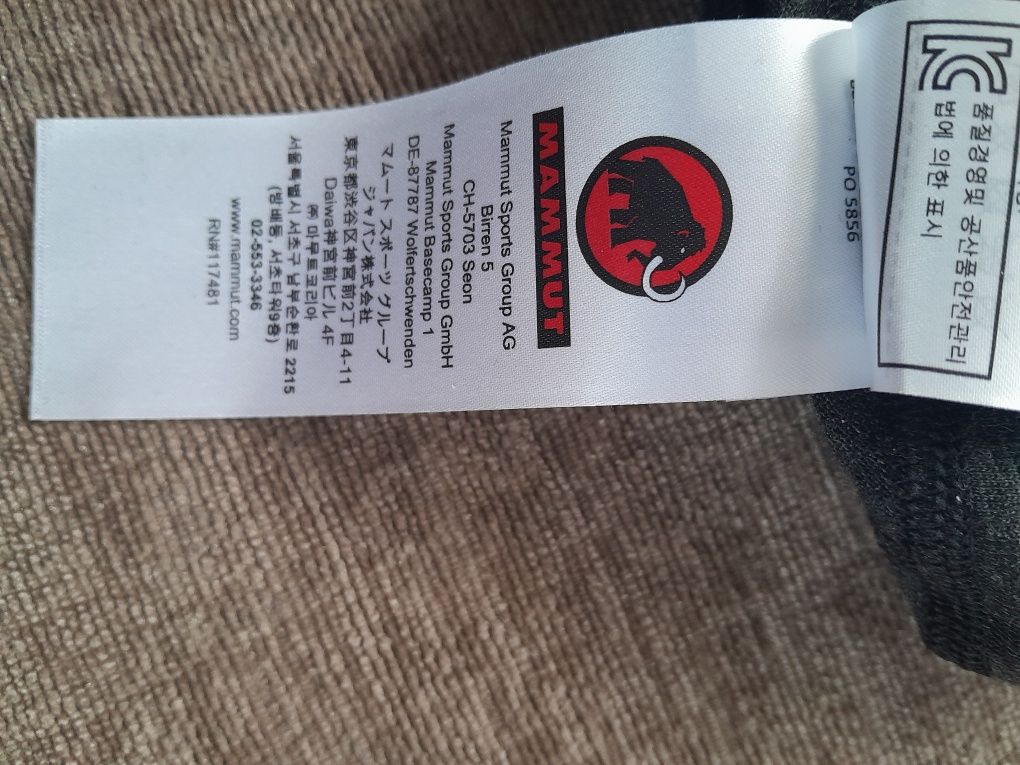 MAMMUT
Mammut Sports Group AG
Birren 5
CH-5703 Seon
Mammut Sports Group GmbH
Mammut Basecamp 1
DE-87787 Wolfertschwenden
マムート スポーツ グループ
ジャパン株式会社
東京都渋谷区神宮前2丁目4-11
Daiwa神宮前ビル 4F
㈜ 마무트코리아
서울특별시 서초구 남부순환로 2215
(방배동, 서초타워9층)
02-553-3346
www.mammut.com
RN#117481
PO 5856
품질경영및 공산품안전관리
법에 의한 표시